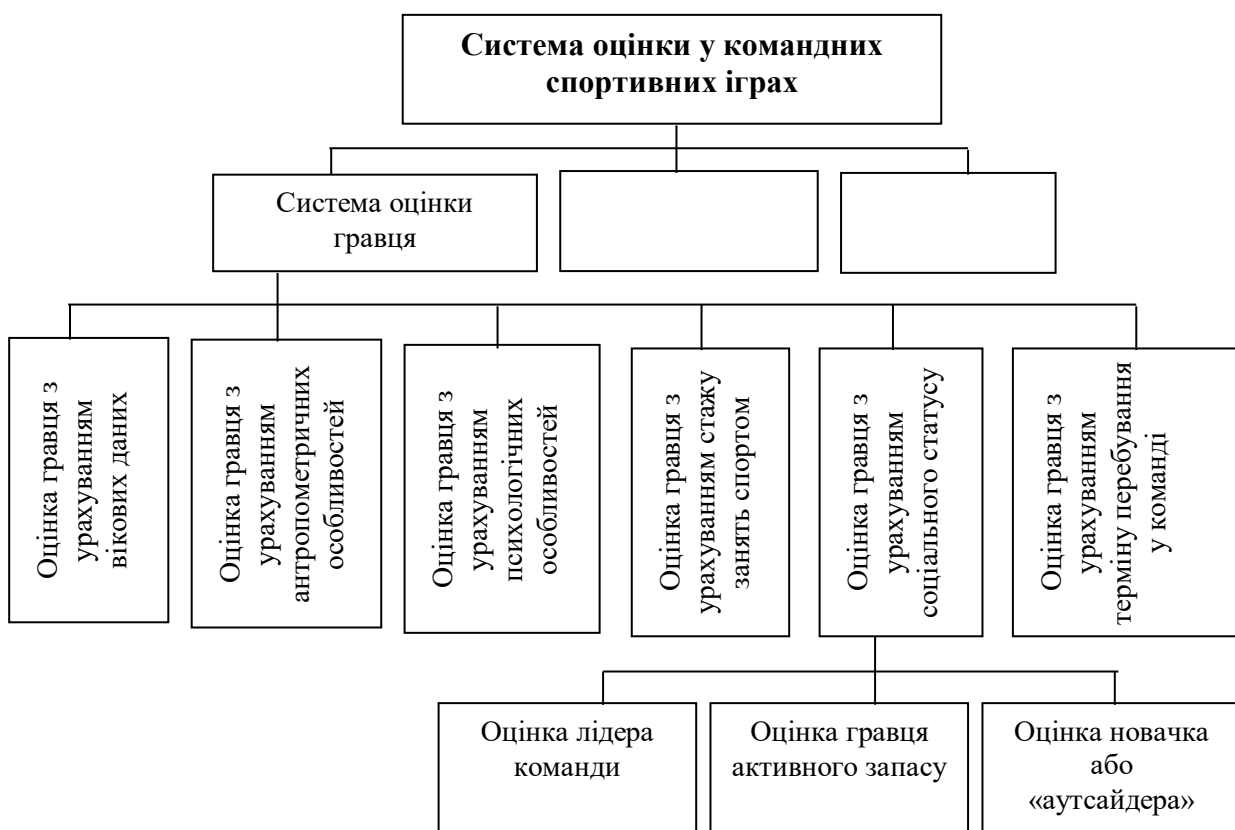 Система оцінки у командних
спортивних іграх
Система оцінки
гравця
Оцінка гравця з
урахуванням
вікових даних
Оцінка гравця з
урахуванням
антропометричних
особливостей
Оцінка гравця з
урахуванням
психологічних
особливостей
Оцінка гравця з
урахуванням стажу
занять спортом
Оцінка гравця з
урахуванням
соціального статусу
Оцінка гравця з
урахуванням
терміну перебування
у команді
Оцінка лідера
команди
Оцінка гравця
активного запасу
Оцінка новачка
або
«аутсайдера»